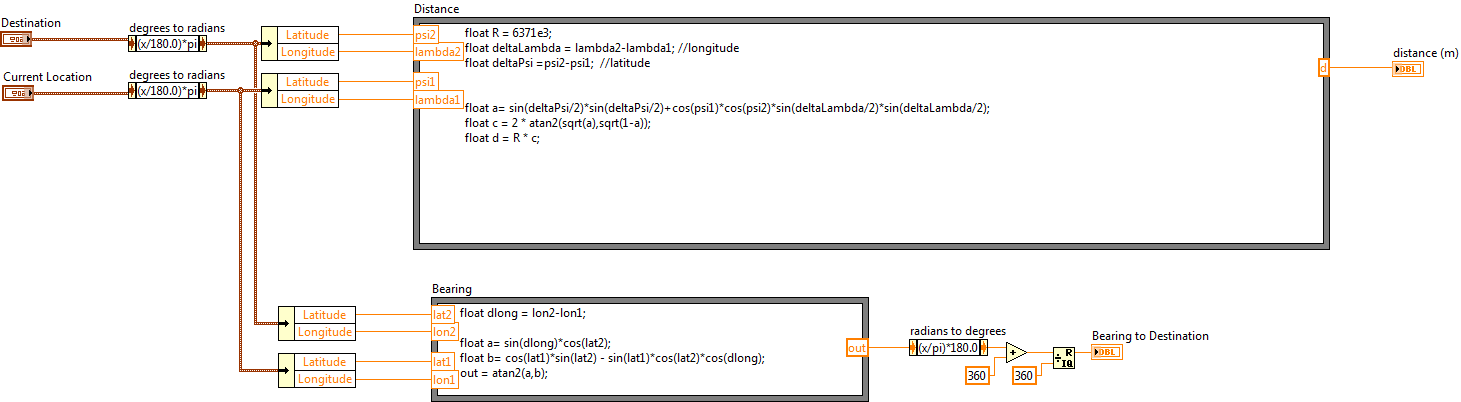 Distance
Destination
degrees to radians
(x/180.0)*pi
Latitude
Longitude
psi2
lambda2
float R = 6371e3;
float deltaLambda = lambda2-lambda1; //longitude
float deltaPsi =psi2-psi1; //latitude
Current Location
degrees to radians
(x/180.0)*pi
Latitude
Longitude
psi1
lambda1
float a= sin(deltaPsi/2)*sin(deltaPsi/2)+cos(psi1)*cos(psi2)*sin(deltaLambda/2)*sin(deltaLambda/2);
float c = 2 * atan2(sqrt(a),sqrt(1-a));
float d = R * c;
d
distance (m)
DBL
Bearing
Latitude
Longitude
lat2
lon2
float dlong = lon2-lon1;
float a= sin(dlong)*cos(lat2);
float b= cos(lat1)*sin(lat2) - sin(lat1)*cos(lat2)*cos(dlong);
out = atan2(a,b);
Latitude
Longitude
lat1
lon1
out
radians to degrees
(x/pi)*180.0
+
360
360
÷ R
IQ
Bearing to Destination
DBL